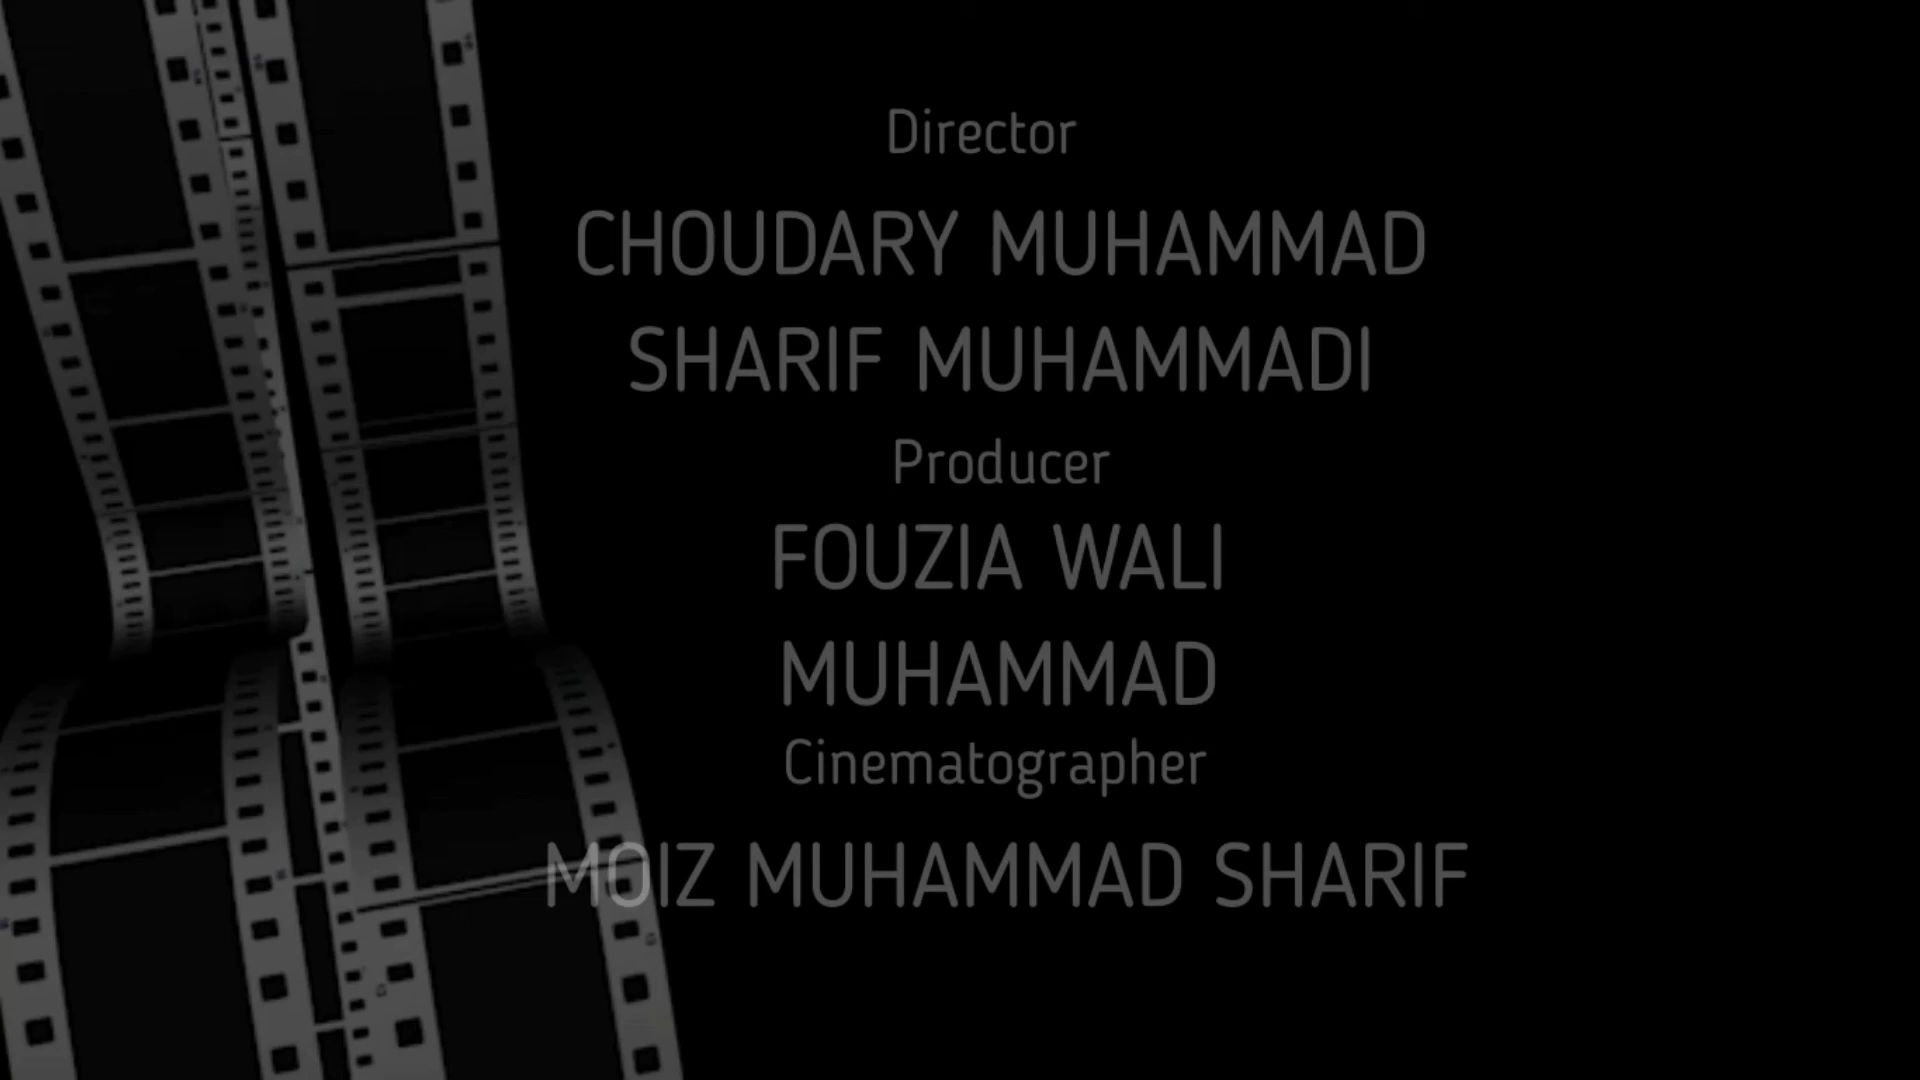 Director
CHOUDARY MUHAMMAD
SHARIF MUHAMMADI
Producer
FOUZIA WALI
MUHAMMAD
Cinematographer
MOIZ MUHAMMAD SHARIF